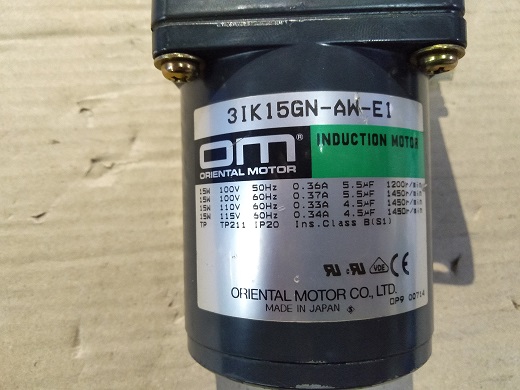 3IK15GN-AW-E1
OM®
ORIENTAL MOTOR
INDUCTION MOTOR
15W 100V 50Hz 0.36A 5.5µF 1200r/min
15W 100V 60Hz 0.37A 5.5µF 1450r/min
15W 110V 60Hz 0.33A 4.5µF 1450r/min
15W 115V 60Hz 0.34A 4.5µF 1450r/min
TP TP211 IP20 Ins.Class B(S1)
VDE CE
ORIENTAL MOTOR CO., LTD.
MADE IN JAPAN